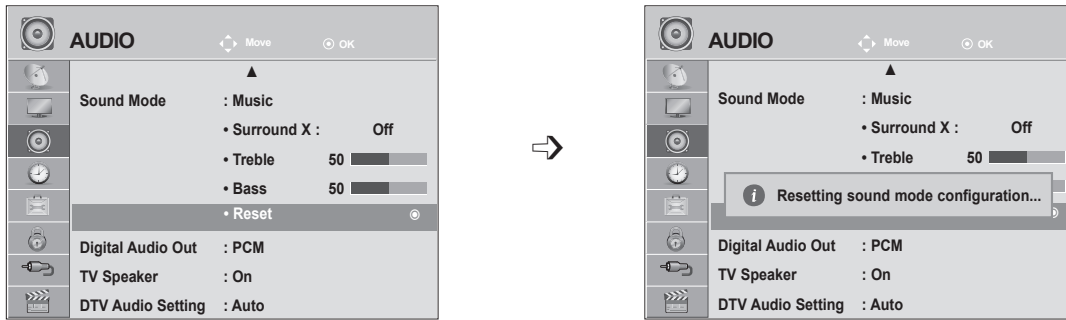 AUDIO Move OK
Sound Mode : Music
• Surround X : Off
• Treble 50
• Bass 50
• Reset
Digital Audio Out : PCM
TV Speaker : On
DTV Audio Setting : Auto
AUDIO Move OK
Sound Mode : Music
• Surround X : Off
• Treble 50
i Resetting sound mode configuration...
Digital Audio Out : PCM
TV Speaker : On
DTV Audio Setting : Auto